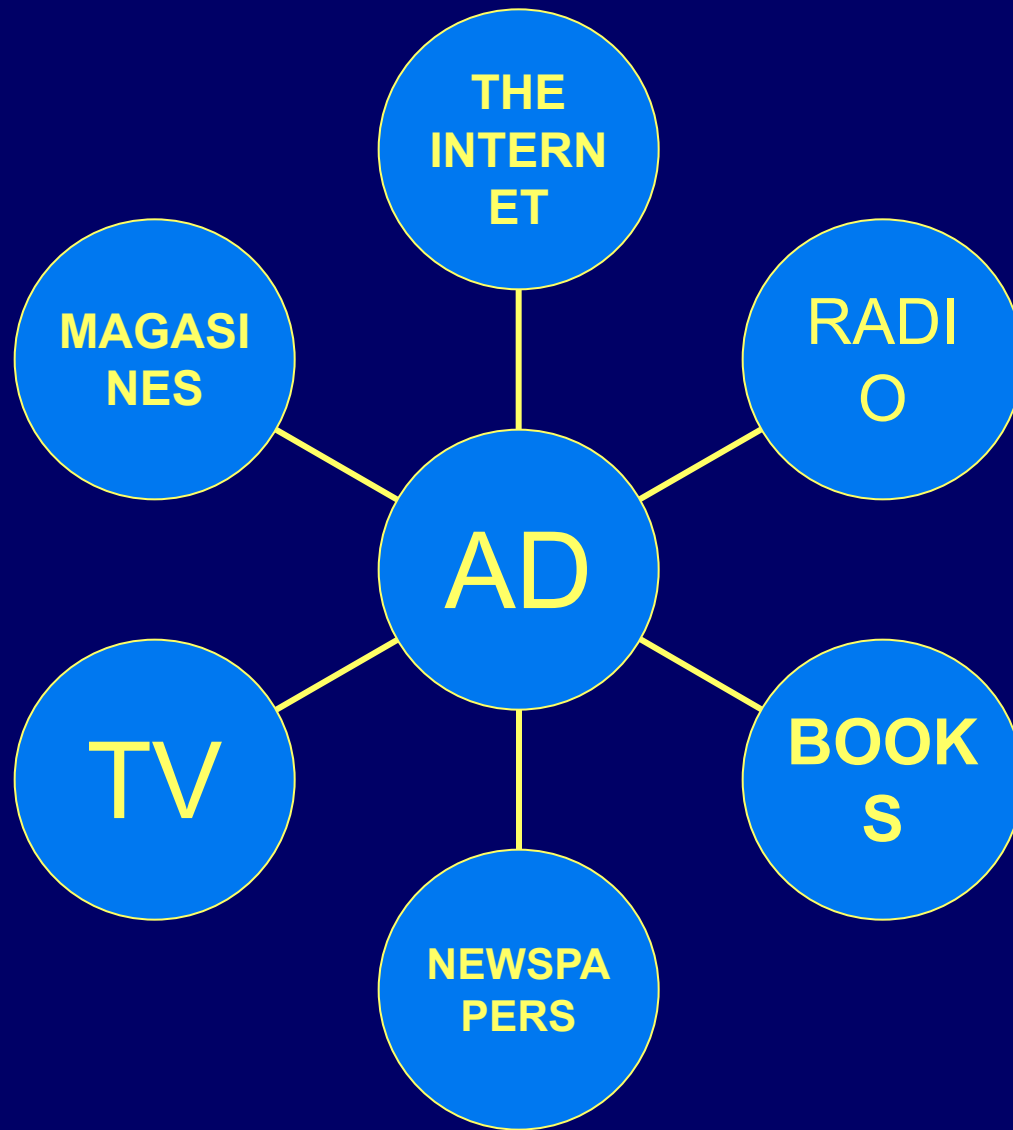 THE
INTERN
ET
MAGASI
NES
RADI
O
AD
TV
BOOK
S
NEWSPA
PERS